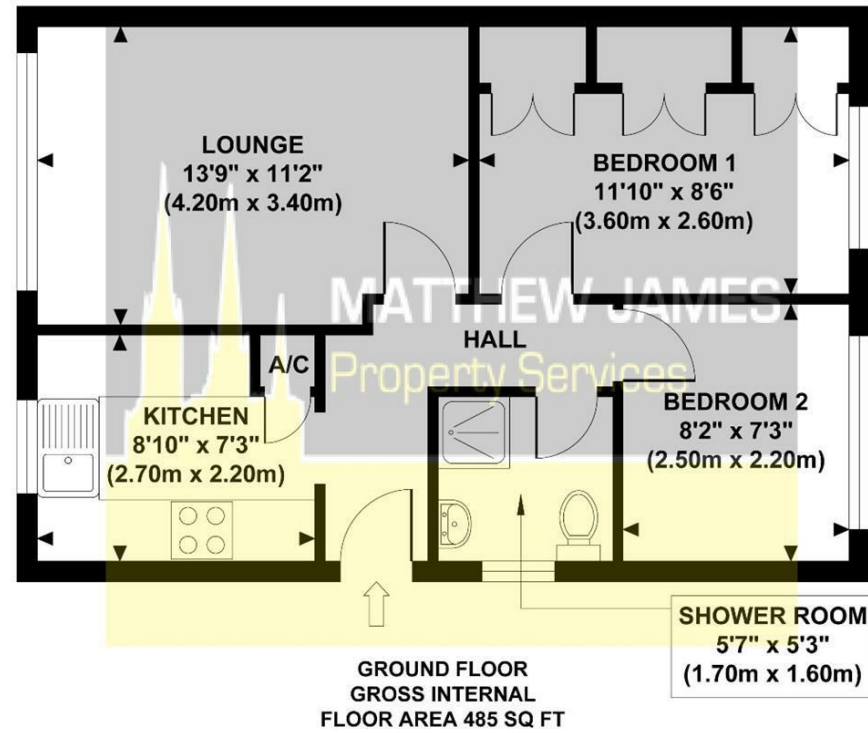 LOUNGE
13'9" x 11'2"
(4.20m x 3.40m)
BEDROOM 1
11'10" x 8'6"
(3.60m x 2.60m)
MATTHEW JAMES
Property Services
HALL
A/C
KITCHEN
8'10" x 7'3"
(2.70m x 2.20m)
BEDROOM 2
8'2" x 7'3"
(2.50m x 2.20m)
SHOWER ROOM
5'7" x 5'3"
(1.70m x 1.60m)
GROUND FLOOR
GROSS INTERNAL
FLOOR AREA 485 SQ FT